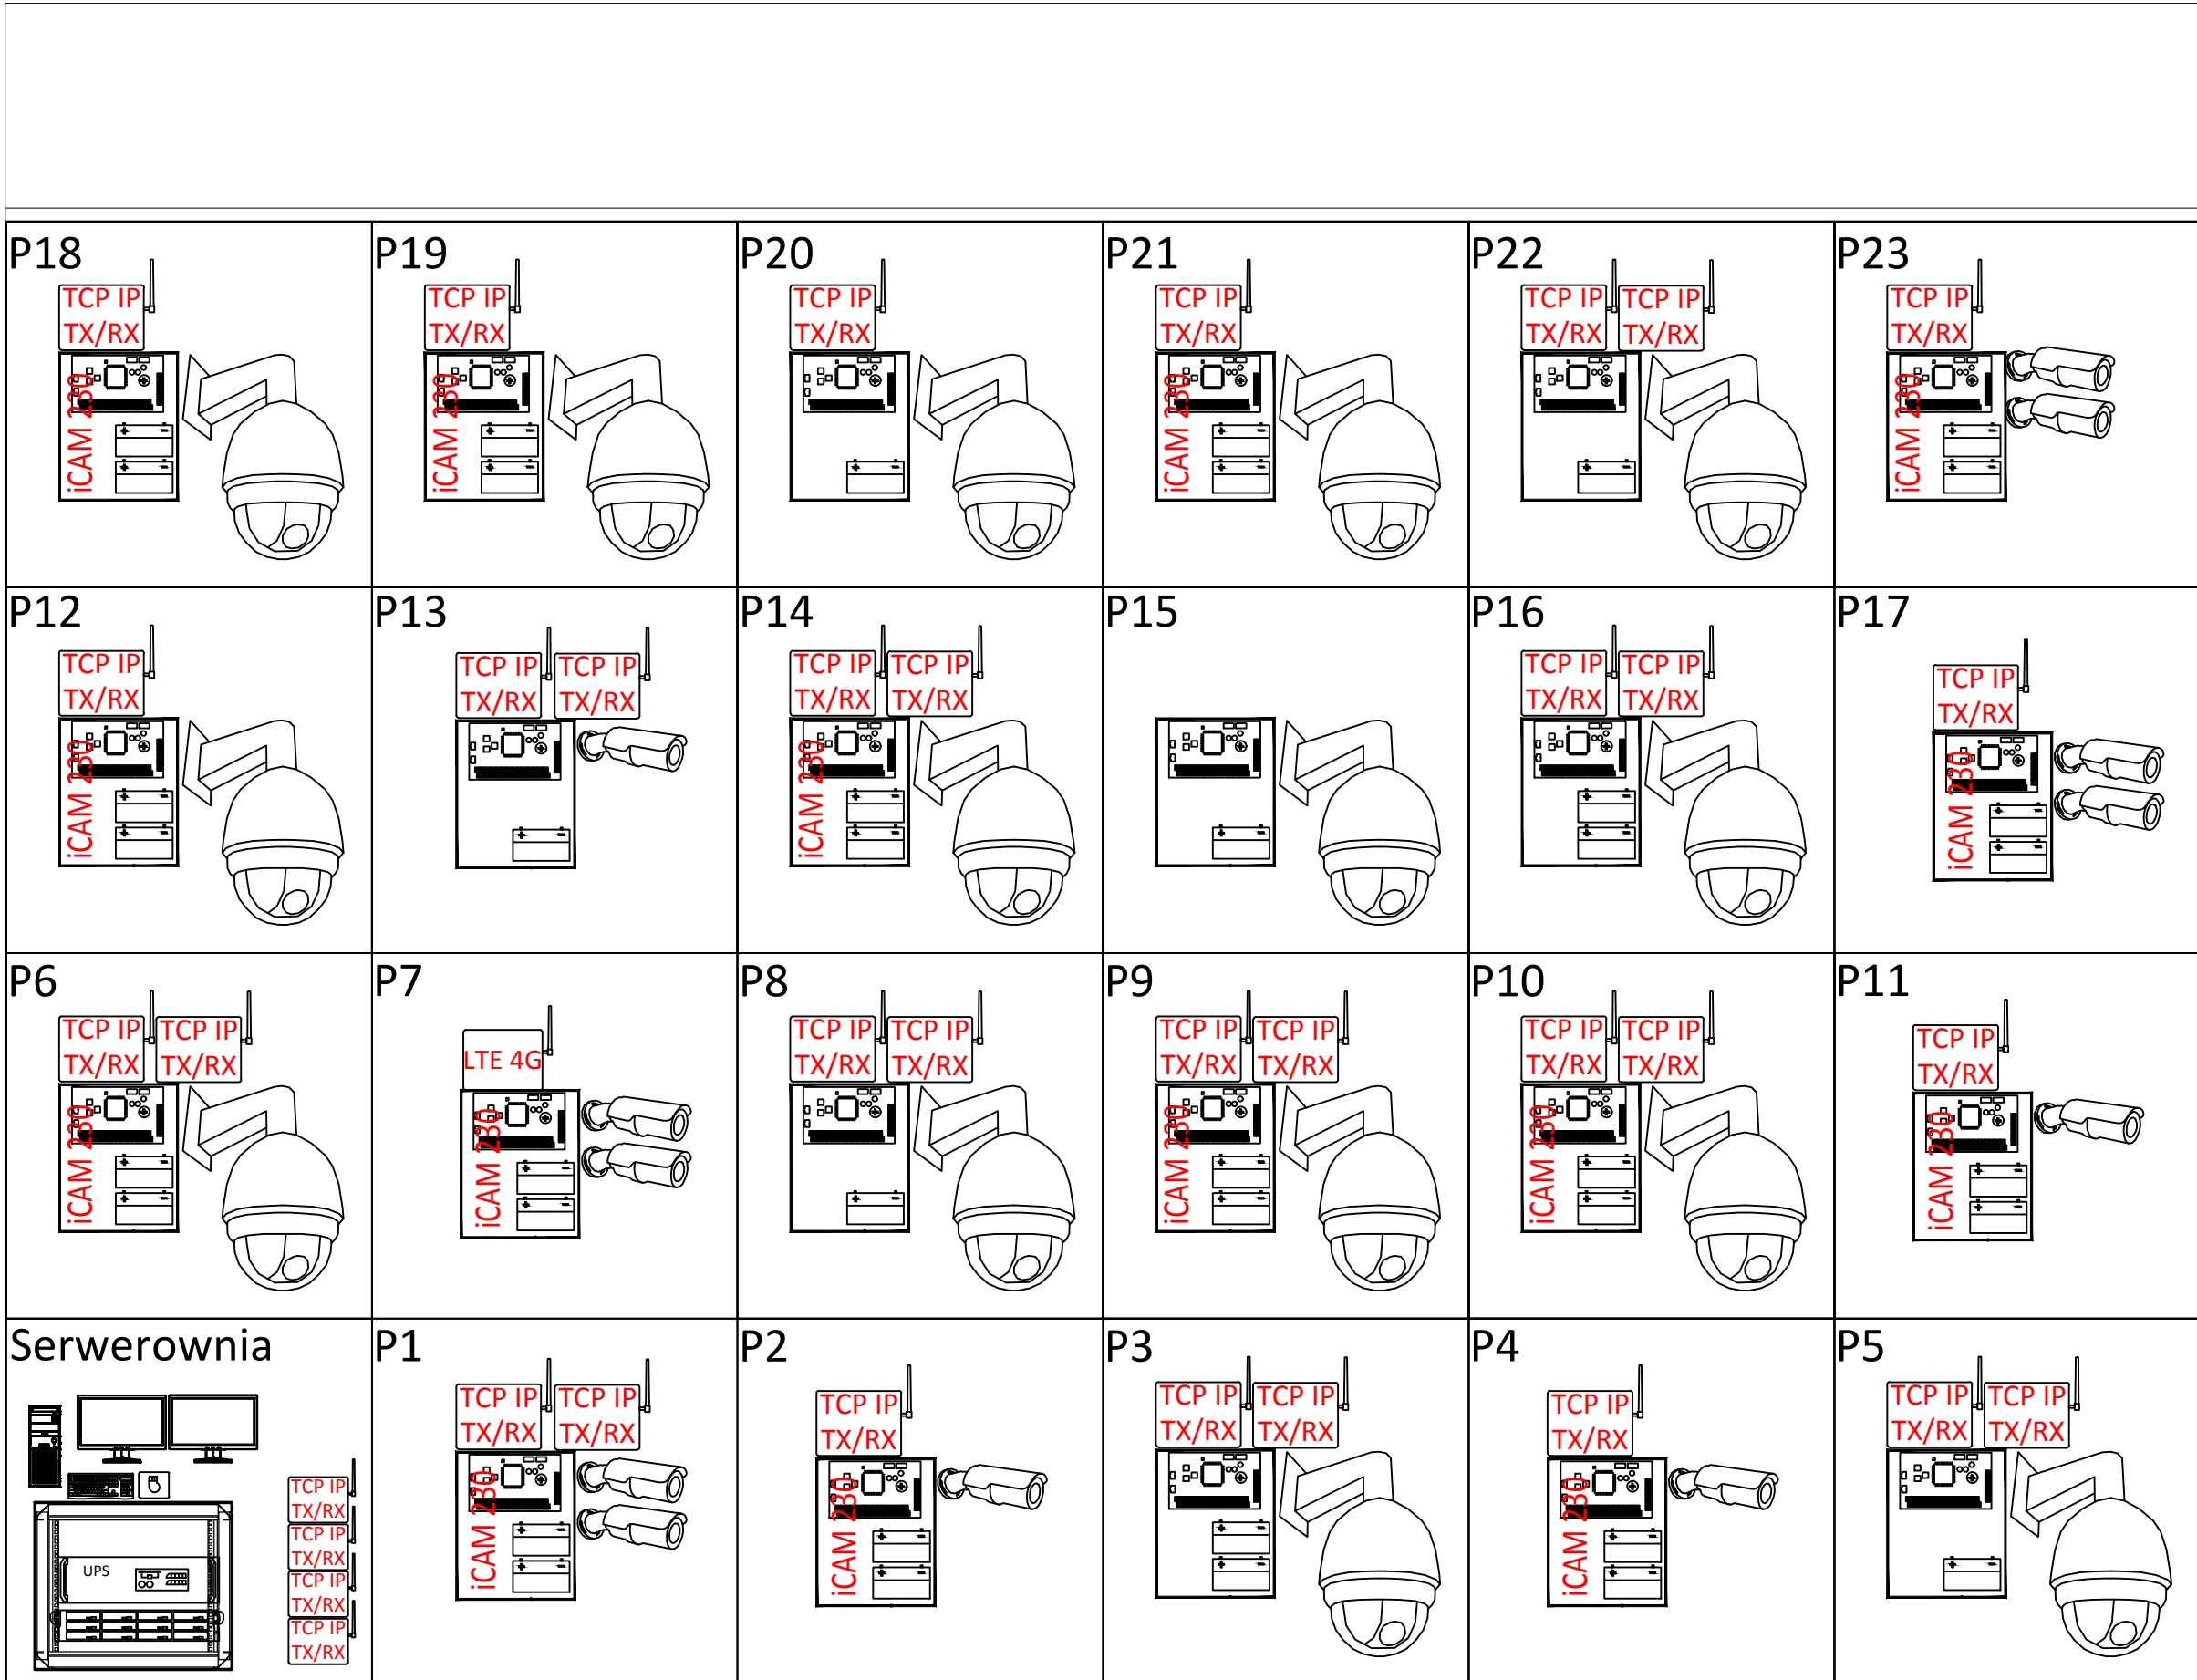 P18
TCP IP
TX/RX
iCAM 230
P19
TCP IP
TX/RX
iCAM 230
P20
TCP IP
TX/RX
P21
TCP IP
TX/RX
iCAM 230
P22
TCP IP
TX/RX
TCP IP
TX/RX
P23
TCP IP
TX/RX
iCAM 230
P12
TCP IP
TX/RX
iCAM 230
P13
TCP IP
TX/RX
TCP IP
TX/RX
P14
TCP IP
TX/RX
TCP IP
TX/RX
iCAM 230
P15
P16
TCP IP
TX/RX
TCP IP
TX/RX
P17
TCP IP
TX/RX
iCAM 230
P6
TCP IP
TX/RX
TCP IP
TX/RX
iCAM 230
P7
LTE 4G
iCAM 230
P8
TCP IP
TX/RX
TCP IP
TX/RX
P9
TCP IP
TX/RX
TCP IP
TX/RX
iCAM 230
P10
TCP IP
TX/RX
TCP IP
TX/RX
iCAM 230
P11
TCP IP
TX/RX
iCAM 230
Serwerownia
UPS
TCP IP
TX/RX
TCP IP
TX/RX
TCP IP
TX/RX
TCP IP
TX/RX
P1
TCP IP
TX/RX
TCP IP
TX/RX
iCAM 230
P2
TCP IP
TX/RX
iCAM 230
P3
TCP IP
TX/RX
TCP IP
TX/RX
P4
TCP IP
TX/RX
iCAM 230
P5
TCP IP
TX/RX
TCP IP
TX/RX